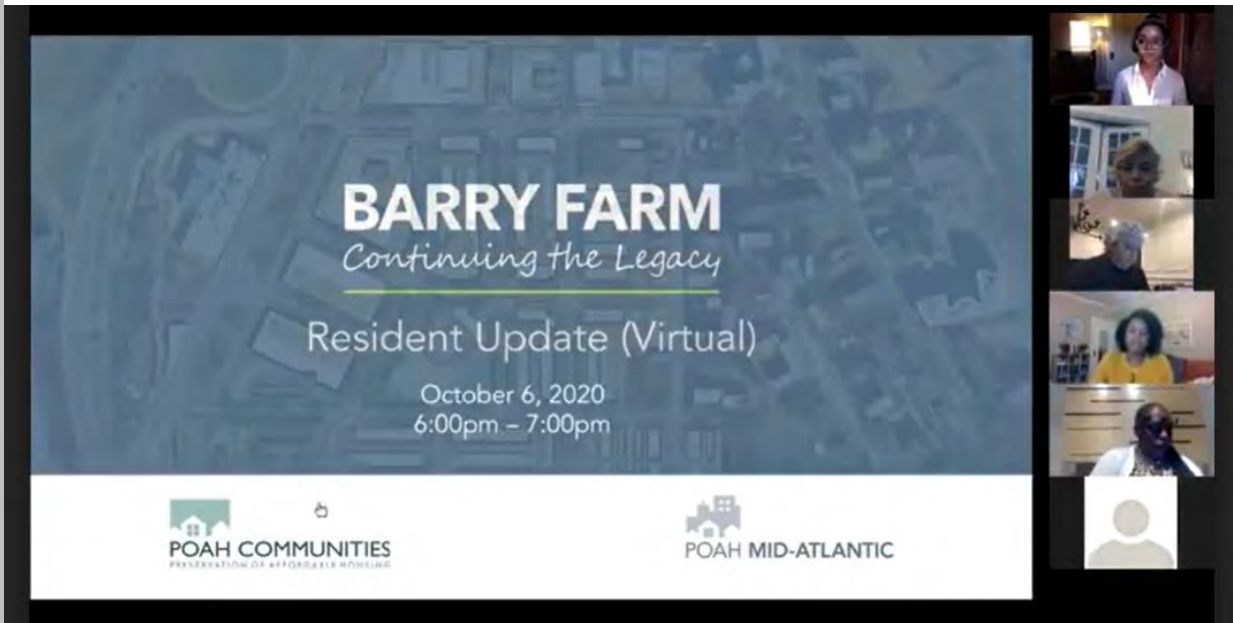 BARRY FARM
Continuing the Legacy
Resident Update (Virtual)
October 6, 2020
6:00pm – 7:00pm
POAH COMMUNITIES
PRESERVATION OF AFFORDABLE HOUSING
POAH MID-ATLANTIC